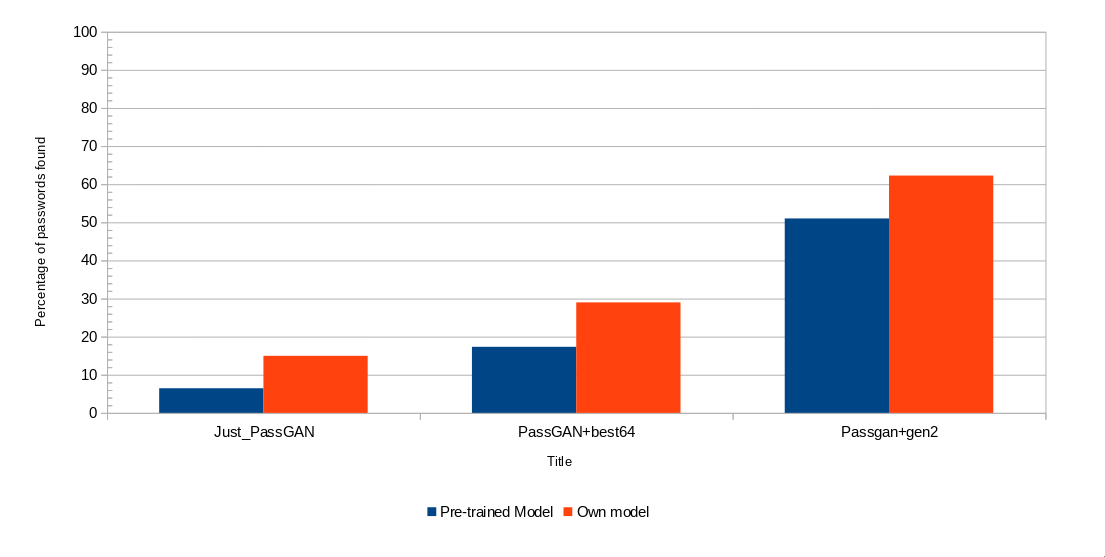 100
90
80
70
60
50
40
30
20
10
0
Percentage of passwords found
Just_PassGAN PassGAN+best64 Passgan+gen2
Title
Pre-trained Model Own model